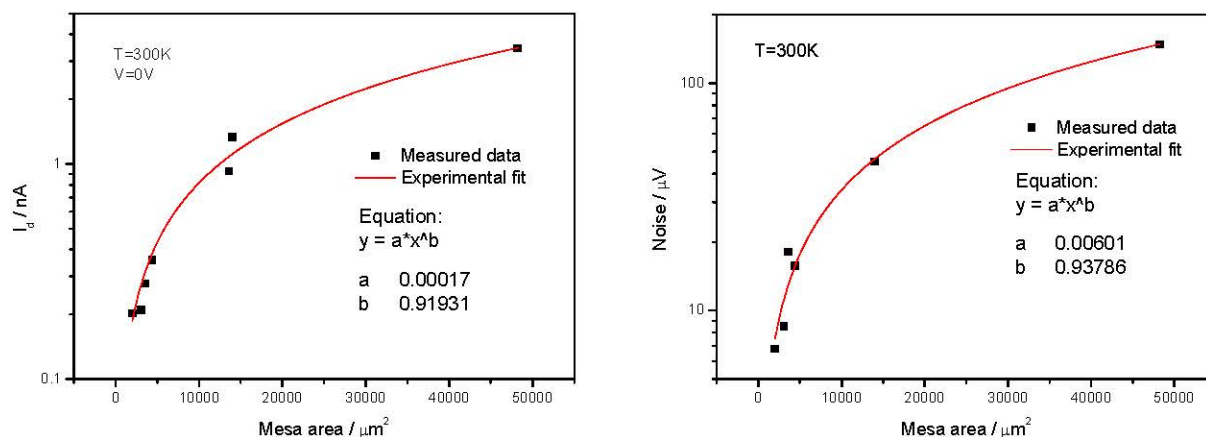 T=300K
V=0V
1
0.1
I_d / nA
Measured data
Experimental fit
Equation:
y = a*x^b
a 0.00017
b 0.91931
0 10000 20000 30000 40000 50000
Mesa area / μm²
T=300K
100
10
Noise / μV
Measured data
Experimental fit
Equation:
y = a*x^b
a 0.00601
b 0.93786
0 10000 20000 30000 40000 50000
Mesa area / μm²